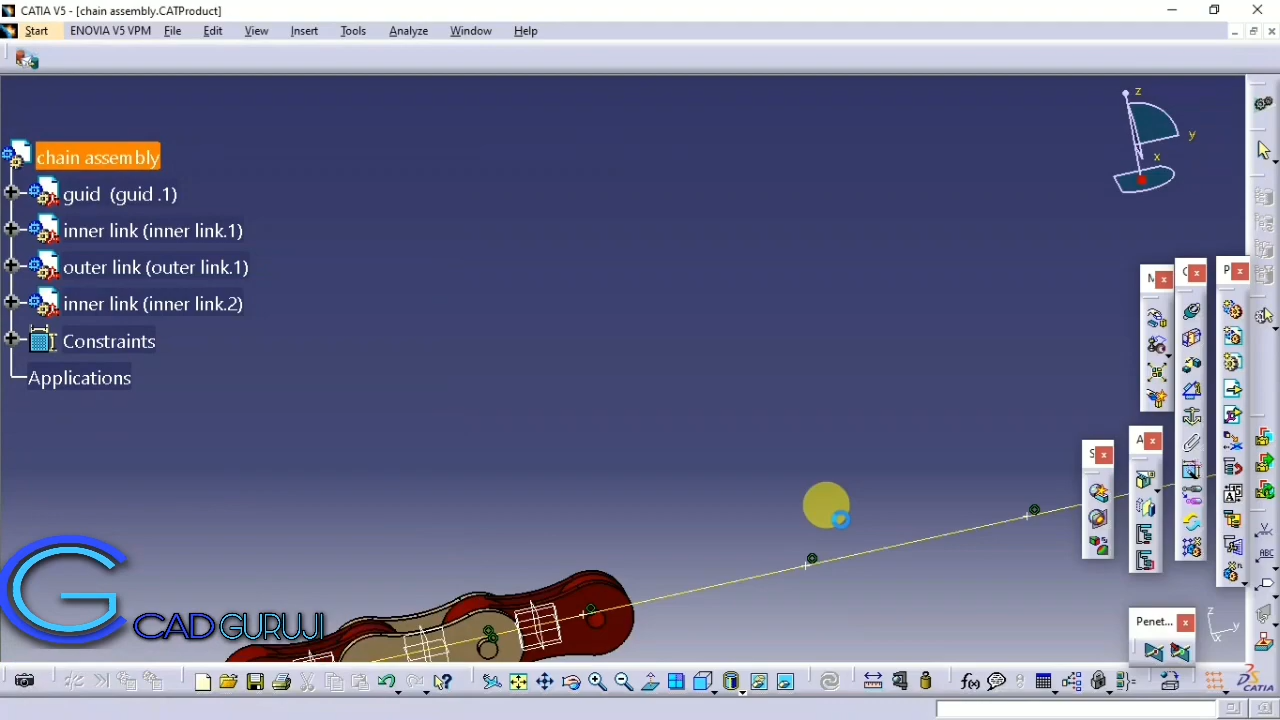 CATIA V5 - [chain assembly.CATProduct]
Start ENOVIA V5 VPM File Edit View Insert Tools Analyze Window Help
z
y
x
chain assembly
guid (guid .1)
inner link (inner link.1)
outer link (outer link.1)
inner link (inner link.2)
Constraints
Applications
M
C
P
S
A
Penet...
G
CAD GURUJI
z
y
x
f(x)
ABC
CATIA